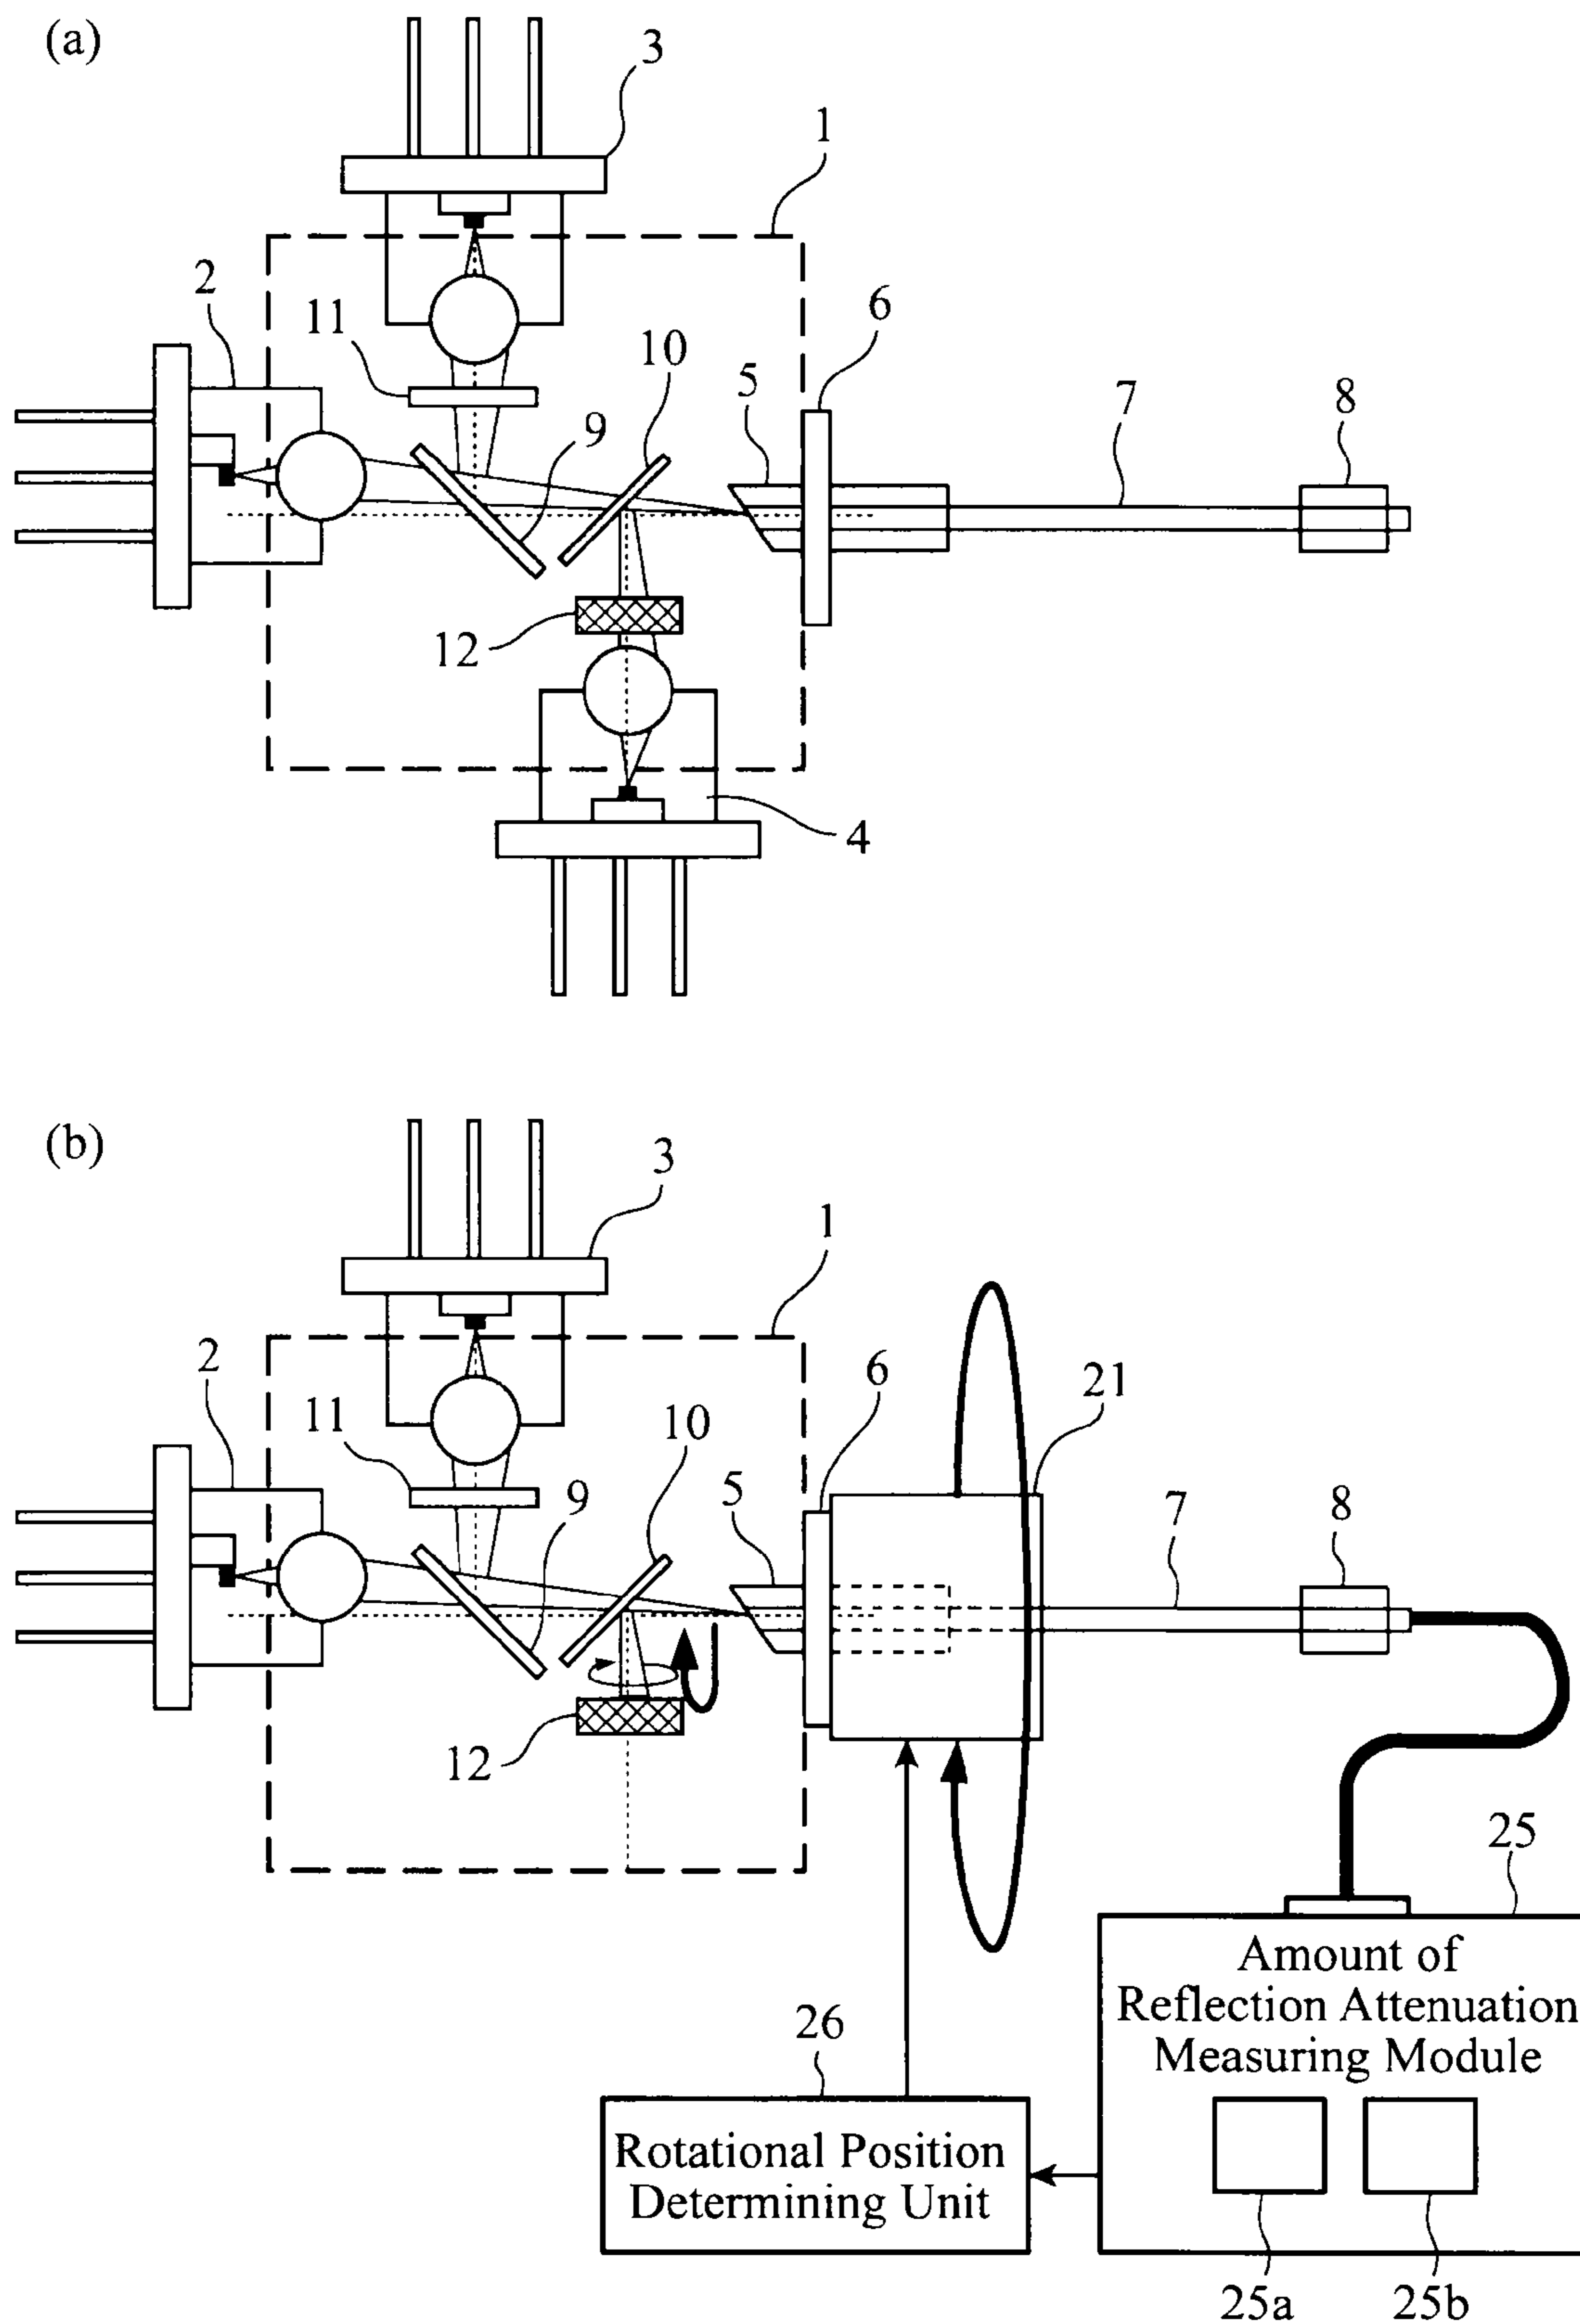 (a)
3
1
2
11
6
10
5
7
8
9
12
4
(b)
3
1
2
11
6
21
10
5
7
8
9
12
25
Amount of
Reflection Attenuation
Measuring Module
26
Rotational Position
Determining Unit
25a
25b